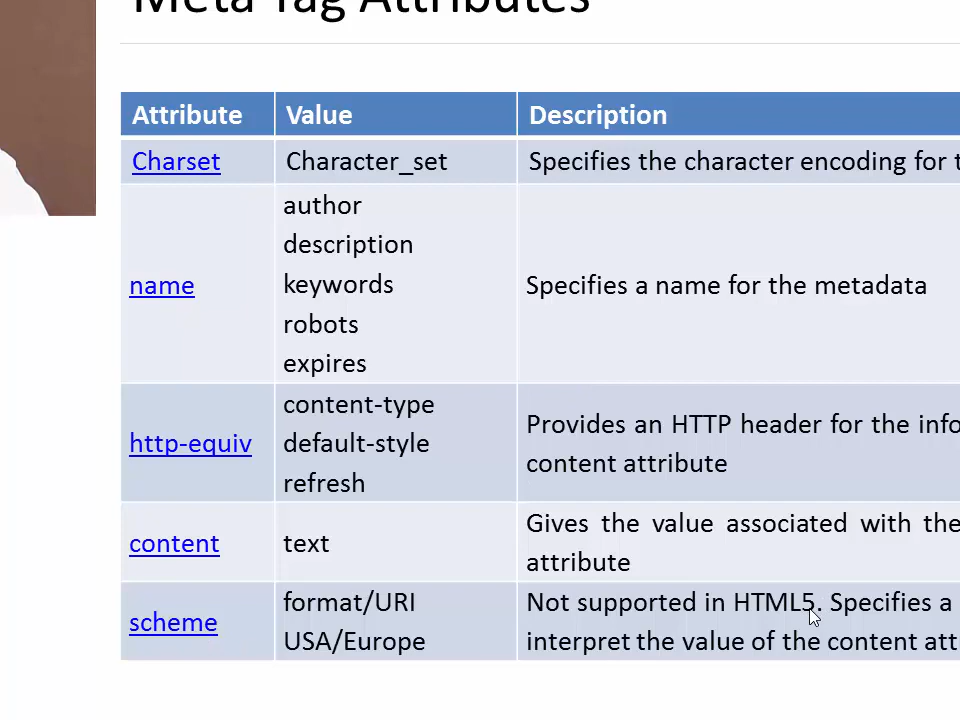 Meta Tag Attributes
Attribute Value Description
Charset Character_set Specifies the character encoding for
author
description
keywords
robots
expires
name Specifies a name for the metadata
content-type
default-style
refresh
http-equiv Provides an HTTP header for the
content attribute
content text Gives the value associated with the
attribute
scheme format/URI Not supported in HTML5. Specifies a
USA/Europe interpret the value of the content